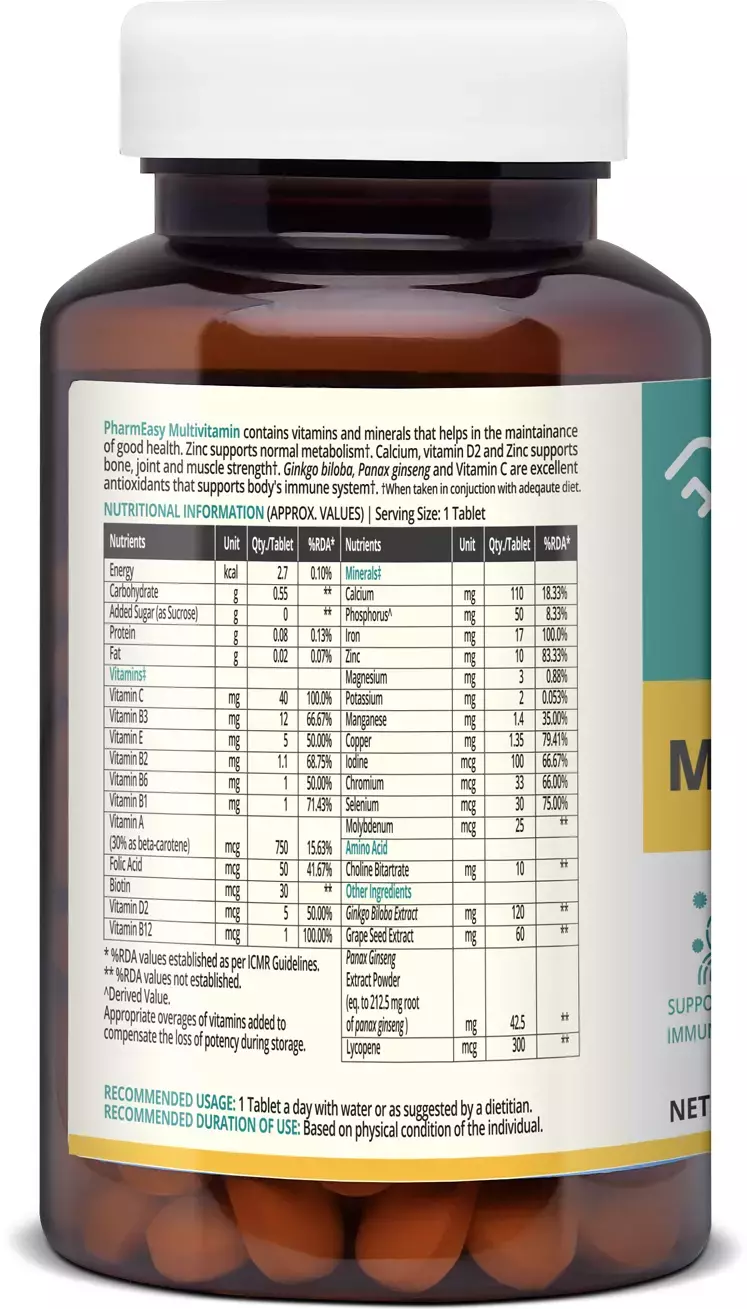 PharmEasy Multivitamin contains vitamins and minerals that helps in the maintainance
of good health. Zinc supports normal metabolism†. Calcium, vitamin D2 and Zinc supports
bone, joint and muscle strength†. Ginkgo biloba, Panax ginseng and Vitamin C are excellent
antioxidants that supports body's immune system†. †When taken in conjuction with adeqaute diet.
NUTRITIONAL INFORMATION (APPROX. VALUES) | Serving Size: 1 Tablet
Nutrients Unit Qty./Tablet %RDA*
Energy kcal 2.7 0.10%
Carbohydrate g 0.55 **
Added Sugar (as Sucrose) g 0 **
Protein g 0.08 0.13%
Fat g 0.02 0.07%
Vitamins‡
Vitamin C mg 40 100.0%
Vitamin B3 mg 12 66.67%
Vitamin E mg 5 50.00%
Vitamin B2 mg 1.1 68.75%
Vitamin B6 mg 1 50.00%
Vitamin B1 mg 1 71.43%
Vitamin A
(30% as beta-carotene) mcg 750 15.63%
Folic Acid mcg 50 41.67%
Biotin mcg 30 **
Vitamin D2 mcg 5 50.00%
Vitamin B12 mcg 1 100.00%
* %RDA values established as per ICMR Guidelines.
** %RDA values not established.
^Derived Value.
Appropriate overages of vitamins added to
compensate the loss of potency during storage.
Nutrients Unit Qty./Tablet %RDA*
Minerals‡
Calcium mg 110 18.33%
Phosphorus^ mg 50 8.33%
Iron mg 17 100.0%
Zinc mg 10 83.33%
Magnesium mg 3 0.88%
Potassium mg 2 0.053%
Manganese mg 1.4 35.00%
Copper mg 1.35 79.41%
Iodine mcg 100 66.67%
Chromium mcg 33 66.00%
Selenium mcg 30 75.00%
Molybdenum mcg 25 **
Amino Acid
Choline Bitartrate mg 10 **
Other Ingredients
Ginkgo Biloba Extract mg 120 **
Grape Seed Extract mg 60 **
Panax Ginseng
Extract Powder
(eq. to 212.5 mg root
of panax ginseng) mg 42.5 **
Lycopene mcg 300 **
RECOMMENDED USAGE: 1 Tablet a day with water or as suggested by a dietitian.
RECOMMENDED DURATION OF USE: Based on physical condition of the individual.
M
SUPPO
IMMUN
NET